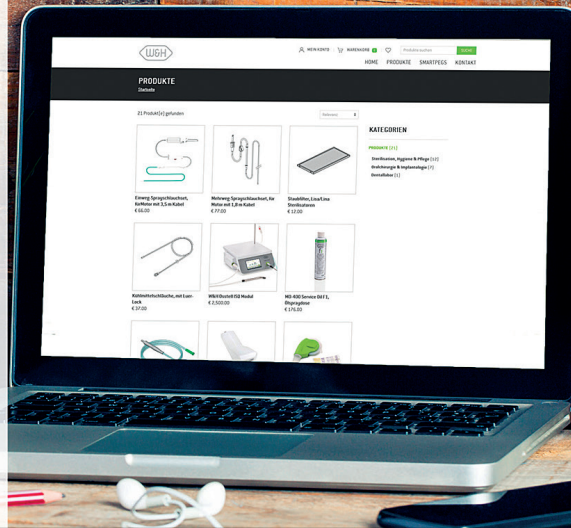 W&H
MEIN KONTO
WARENKORB
Produkte suchen
SUCHE
HOME PRODUKTE SMARTPEGS KONTAKT
PRODUKTE
Startseite
21 Produkt(e) gefunden
Relevanz
KATEGORIEN
PRODUKTE (21)
Sterilisation, Hygiene & Pflege (13)
Oralchirurgie & Implantologie (7)
Dentallabor (1)
Einweg-Sprayschlauchset,
für Motor mit 3,5 m Kabel
€ 66.00
Mehrweg-Sprayschlauchset, für
Motor mit 1,8 m Kabel
€ 77.00
Staubfilter, Lisa/Lina
Sterilisatoren
€ 12.00
Kühlmittelschläuche, mit Luer-
Lock
€ 37.00
W&H Osstell ISQ Modul
€ 2,500.00
MD-400 Service Oil F1,
Ölspraydose
€ 176.00